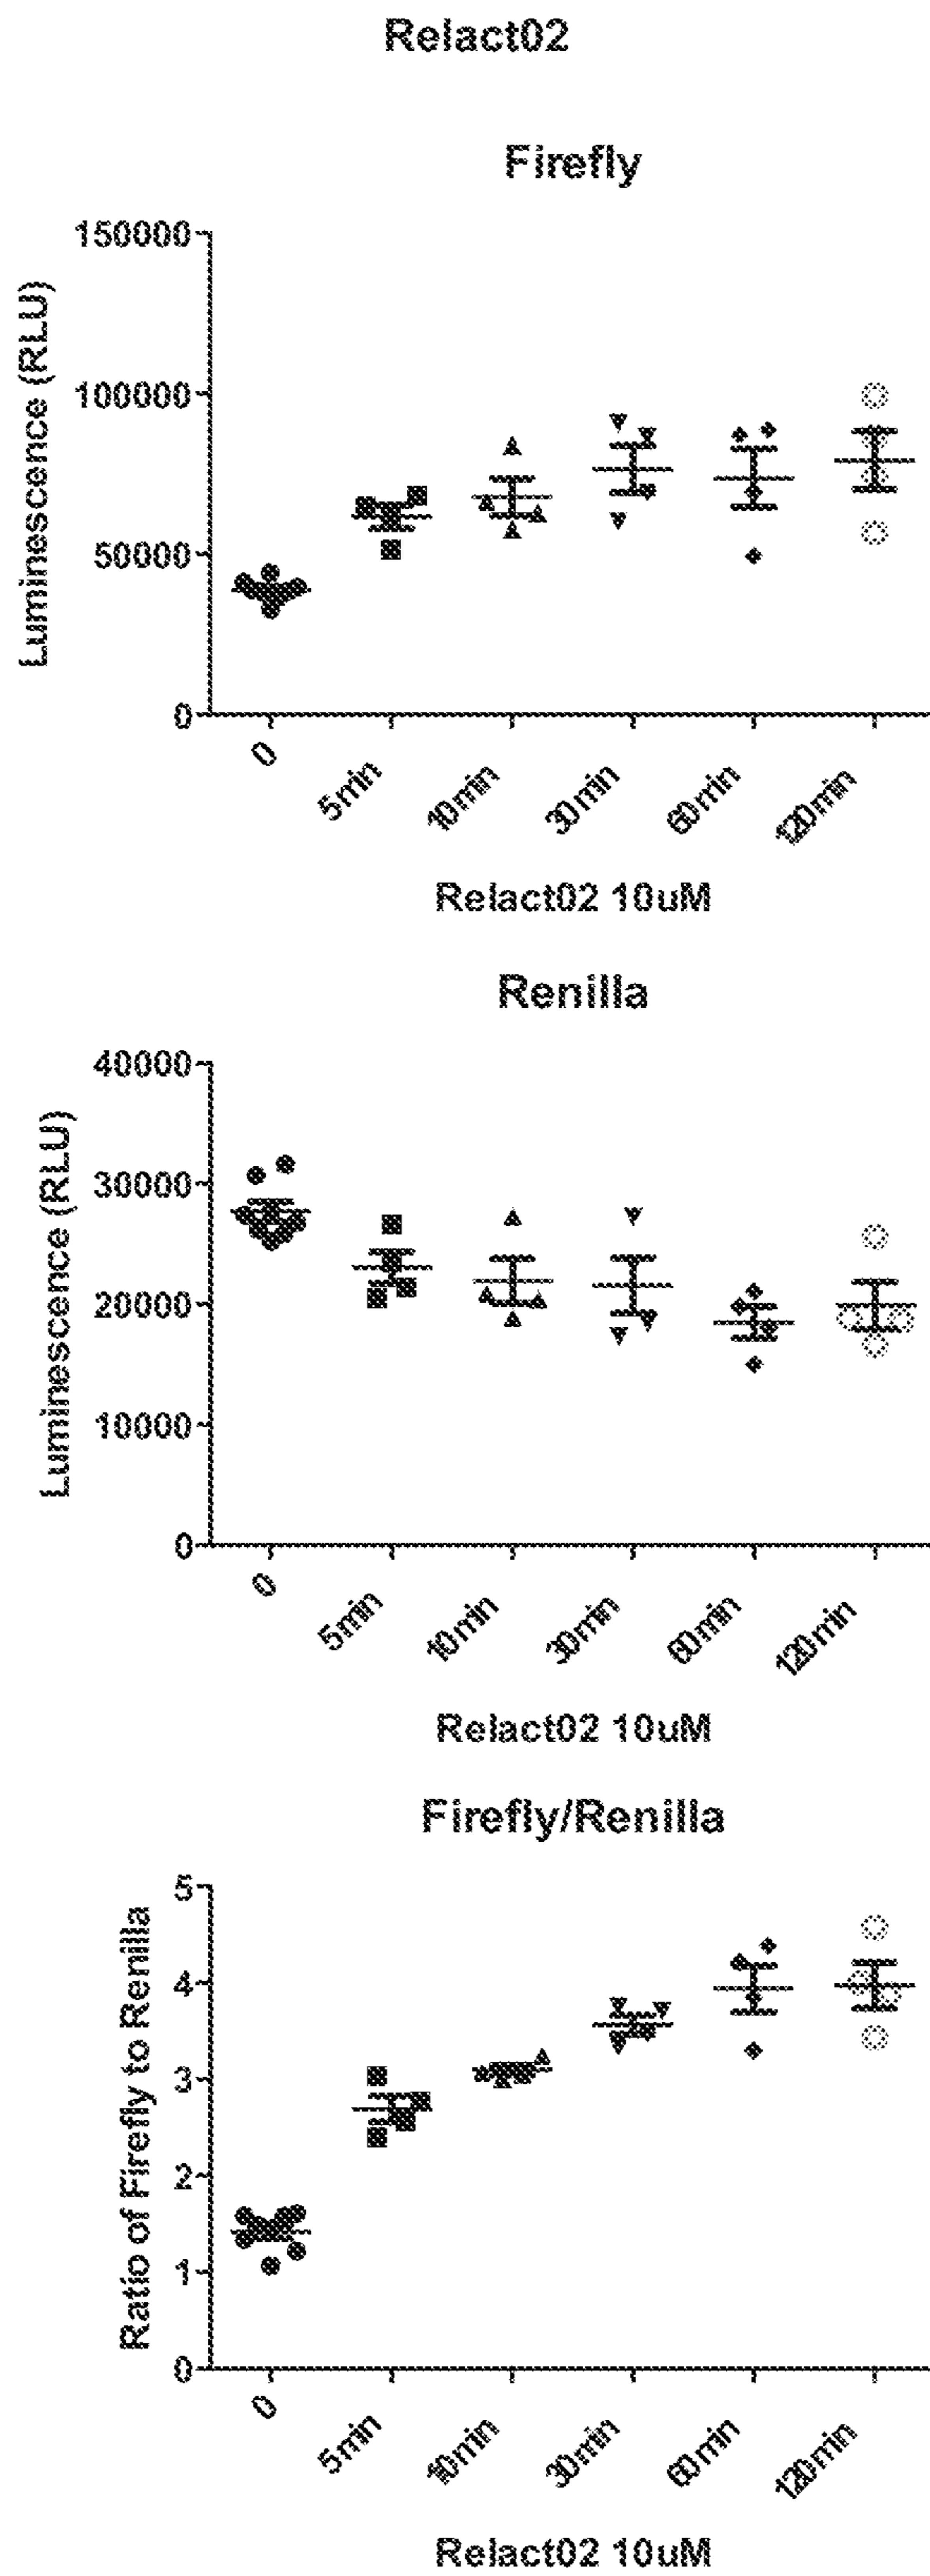 Relact02
Firefly
Luminescence (RLU)
150000
100000
50000
0
0
5min
10min
30min
60min
120min
Relact02 10uM
Renilla
Luminescence (RLU)
40000
30000
20000
10000
0
0
5min
10min
30min
60min
120min
Relact02 10uM
Firefly/Renilla
Ratio of Firefly to Renilla
5
4
3
2
1
0
0
5min
10min
30min
60min
120min
Relact02 10uM